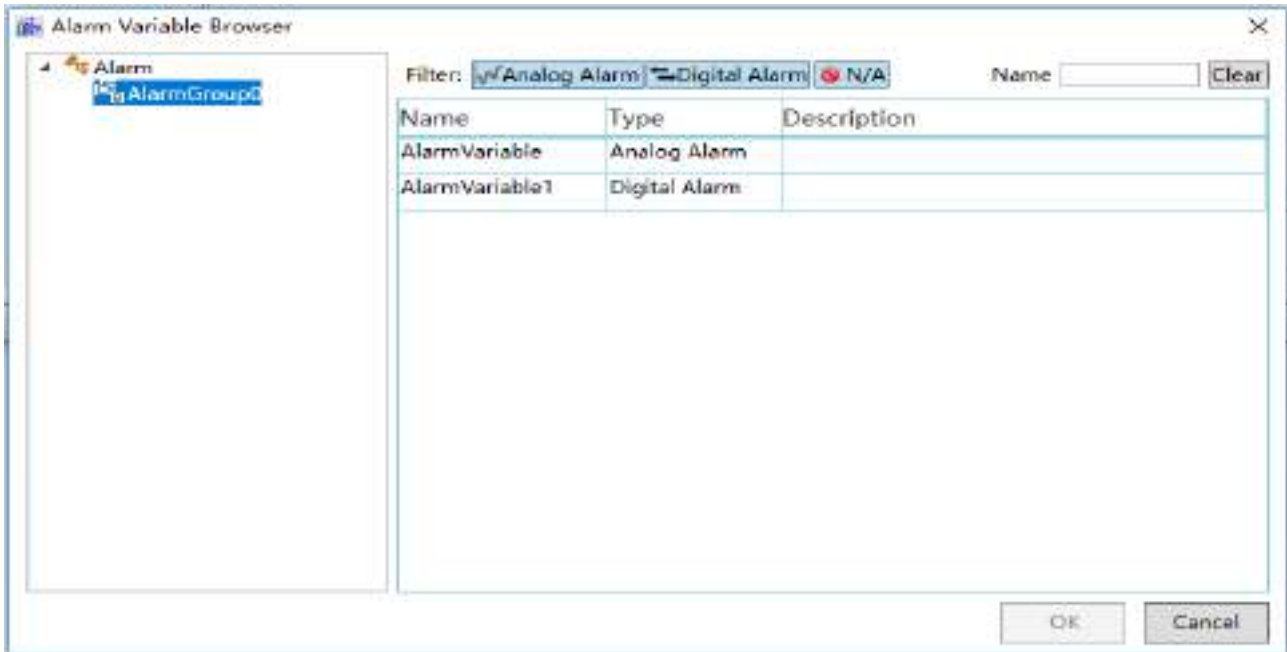 Alarm Variable Browser
Alarm
AlarmGroup0
Filter: Analog Alarm Digital Alarm N/A Name Clear
Name Type Description
AlarmVariable Analog Alarm
AlarmVariable1 Digital Alarm
OK Cancel